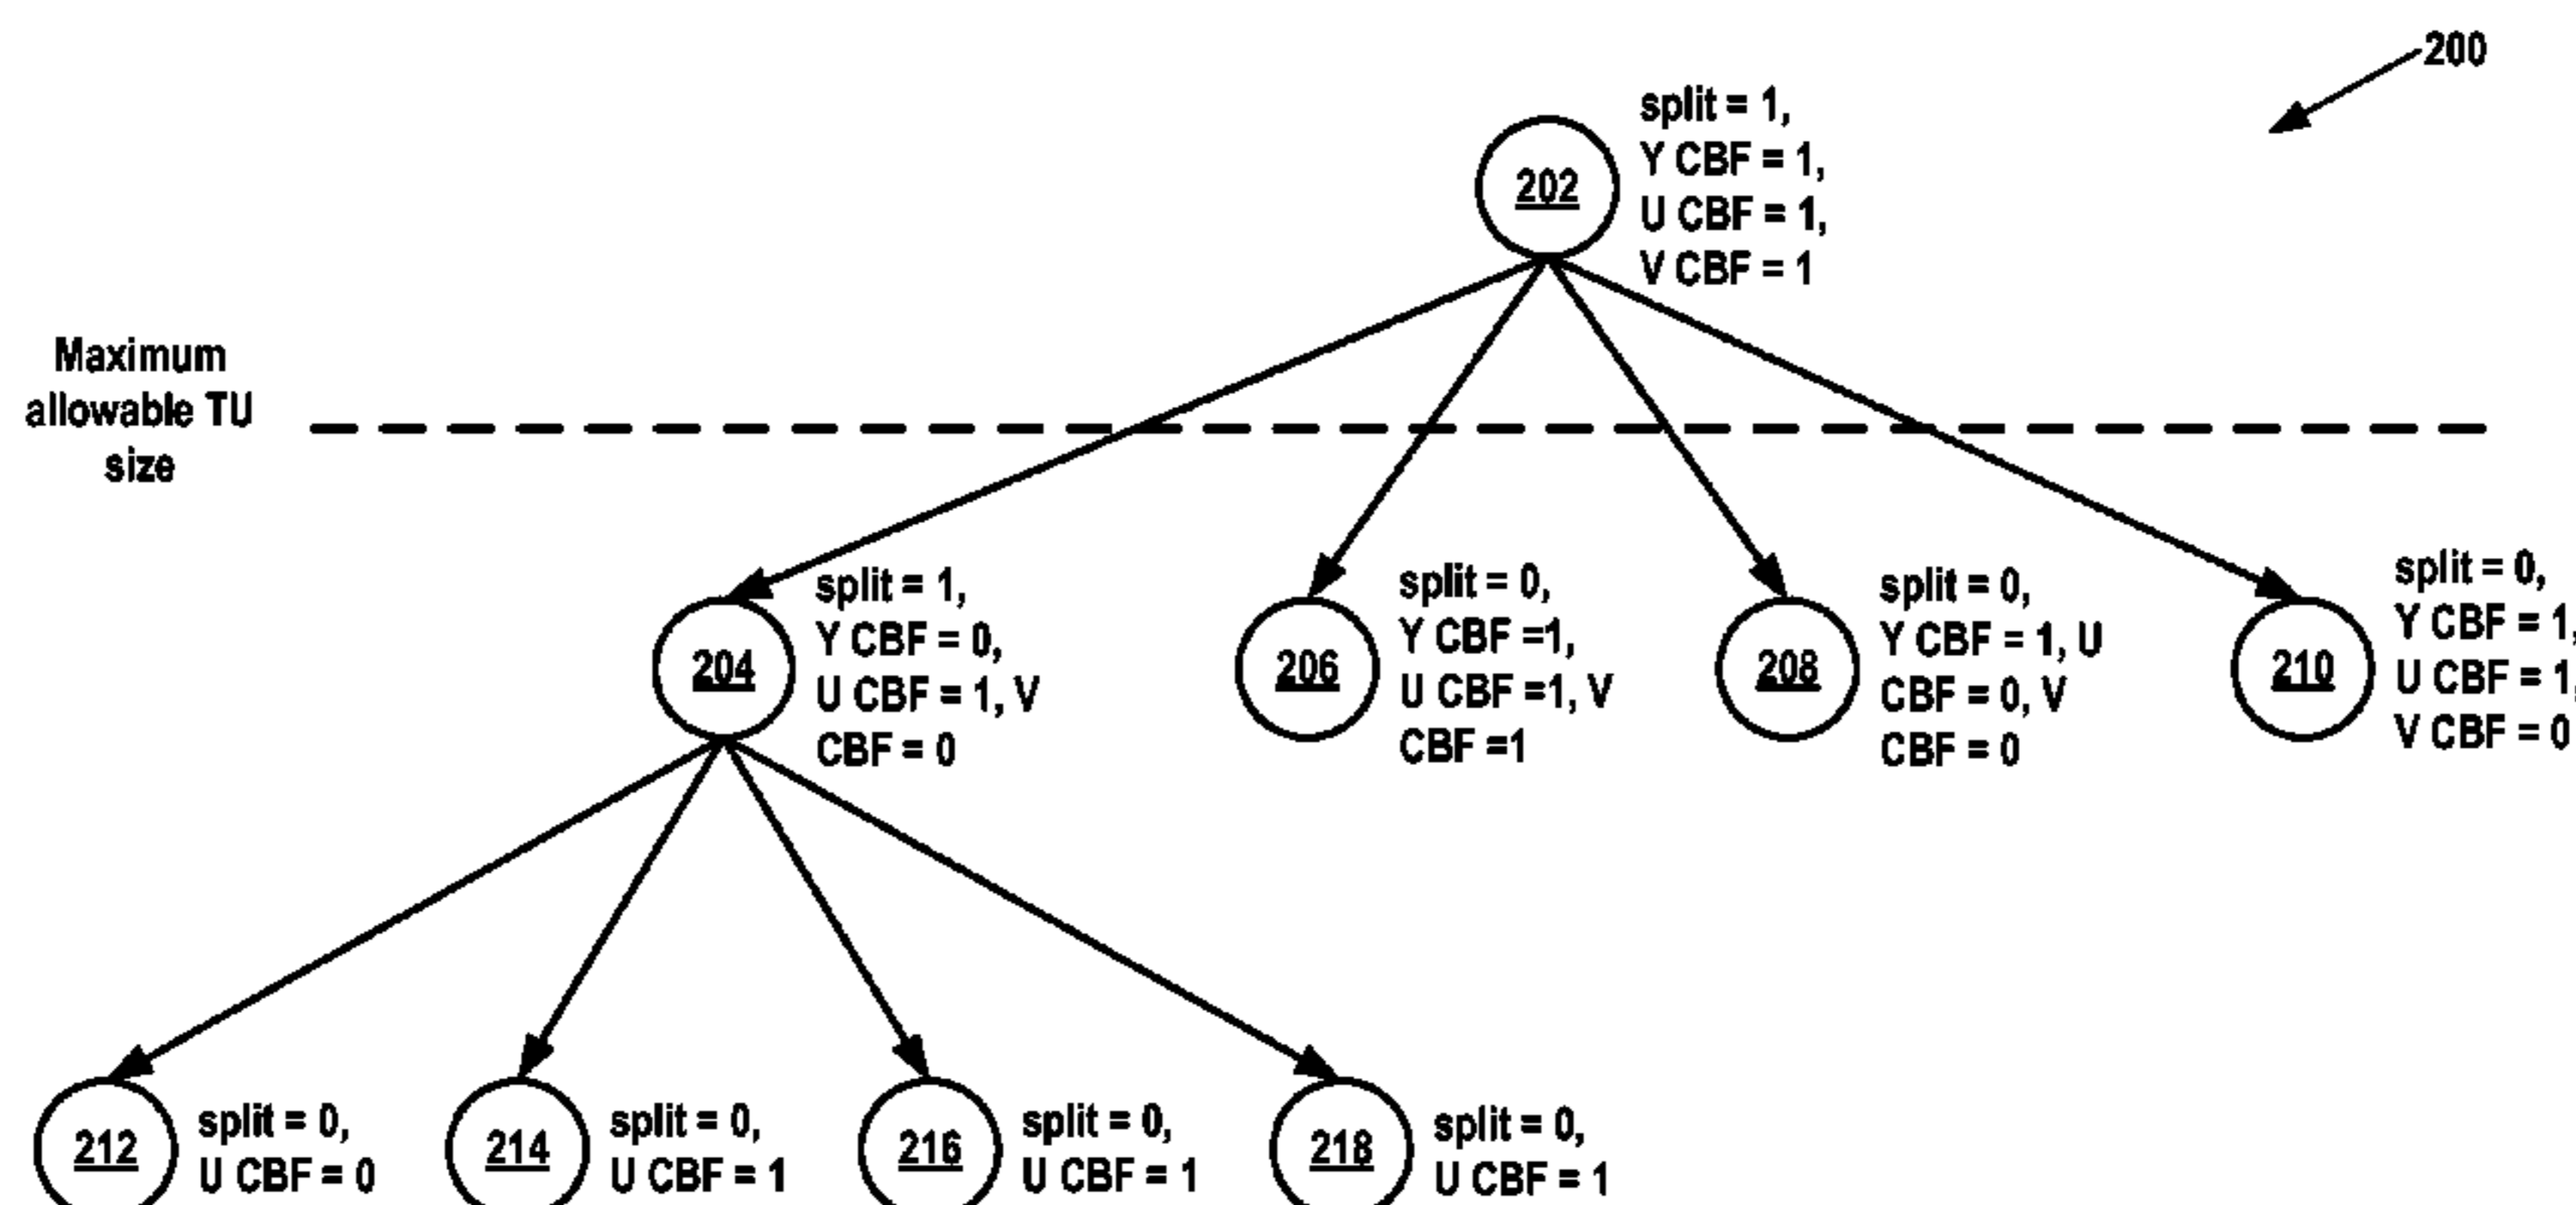 200
202
split = 1,
Y CBF = 1,
U CBF = 1,
V CBF = 1
Maximum
allowable TU
size
204
split = 1,
Y CBF = 0,
U CBF = 1, V
CBF = 0
206
split = 0,
Y CBF =1,
U CBF =1, V
CBF =1
208
split = 0,
Y CBF = 1, U
CBF = 0, V
CBF = 0
210
split = 0,
Y CBF = 1,
U CBF = 1,
V CBF = 0
212
split = 0,
U CBF = 0
214
split = 0,
U CBF = 1
216
split = 0,
U CBF = 1
218
split = 0,
U CBF = 1